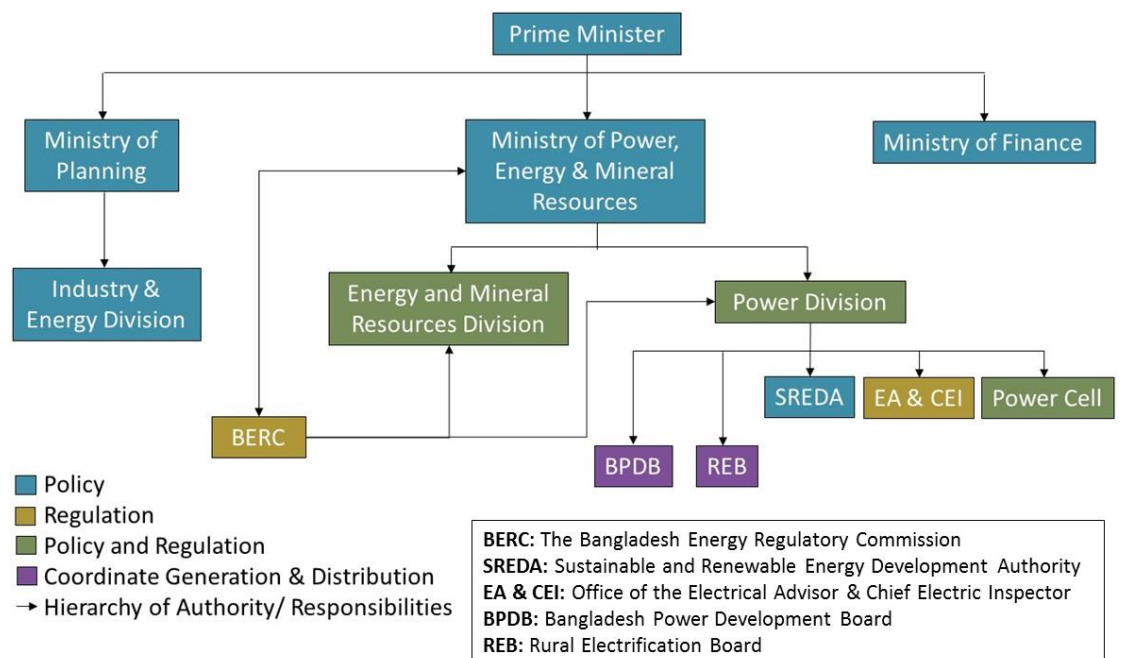 Prime Minister
Ministry of
Planning
Ministry of Power,
Energy & Mineral
Resources
Ministry of Finance
Industry &
Energy Division
Energy and Mineral
Resources Division
Power Division
SREDA
EA & CEI
Power Cell
BERC
BPDB
REB
Policy
Regulation
Policy and Regulation
Coordinate Generation & Distribution
Hierarchy of Authority/ Responsibilities
BERC: The Bangladesh Energy Regulatory Commission
SREDA: Sustainable and Renewable Energy Development Authority
EA & CEI: Office of the Electrical Advisor & Chief Electric Inspector
BPDB: Bangladesh Power Development Board
REB: Rural Electrification Board